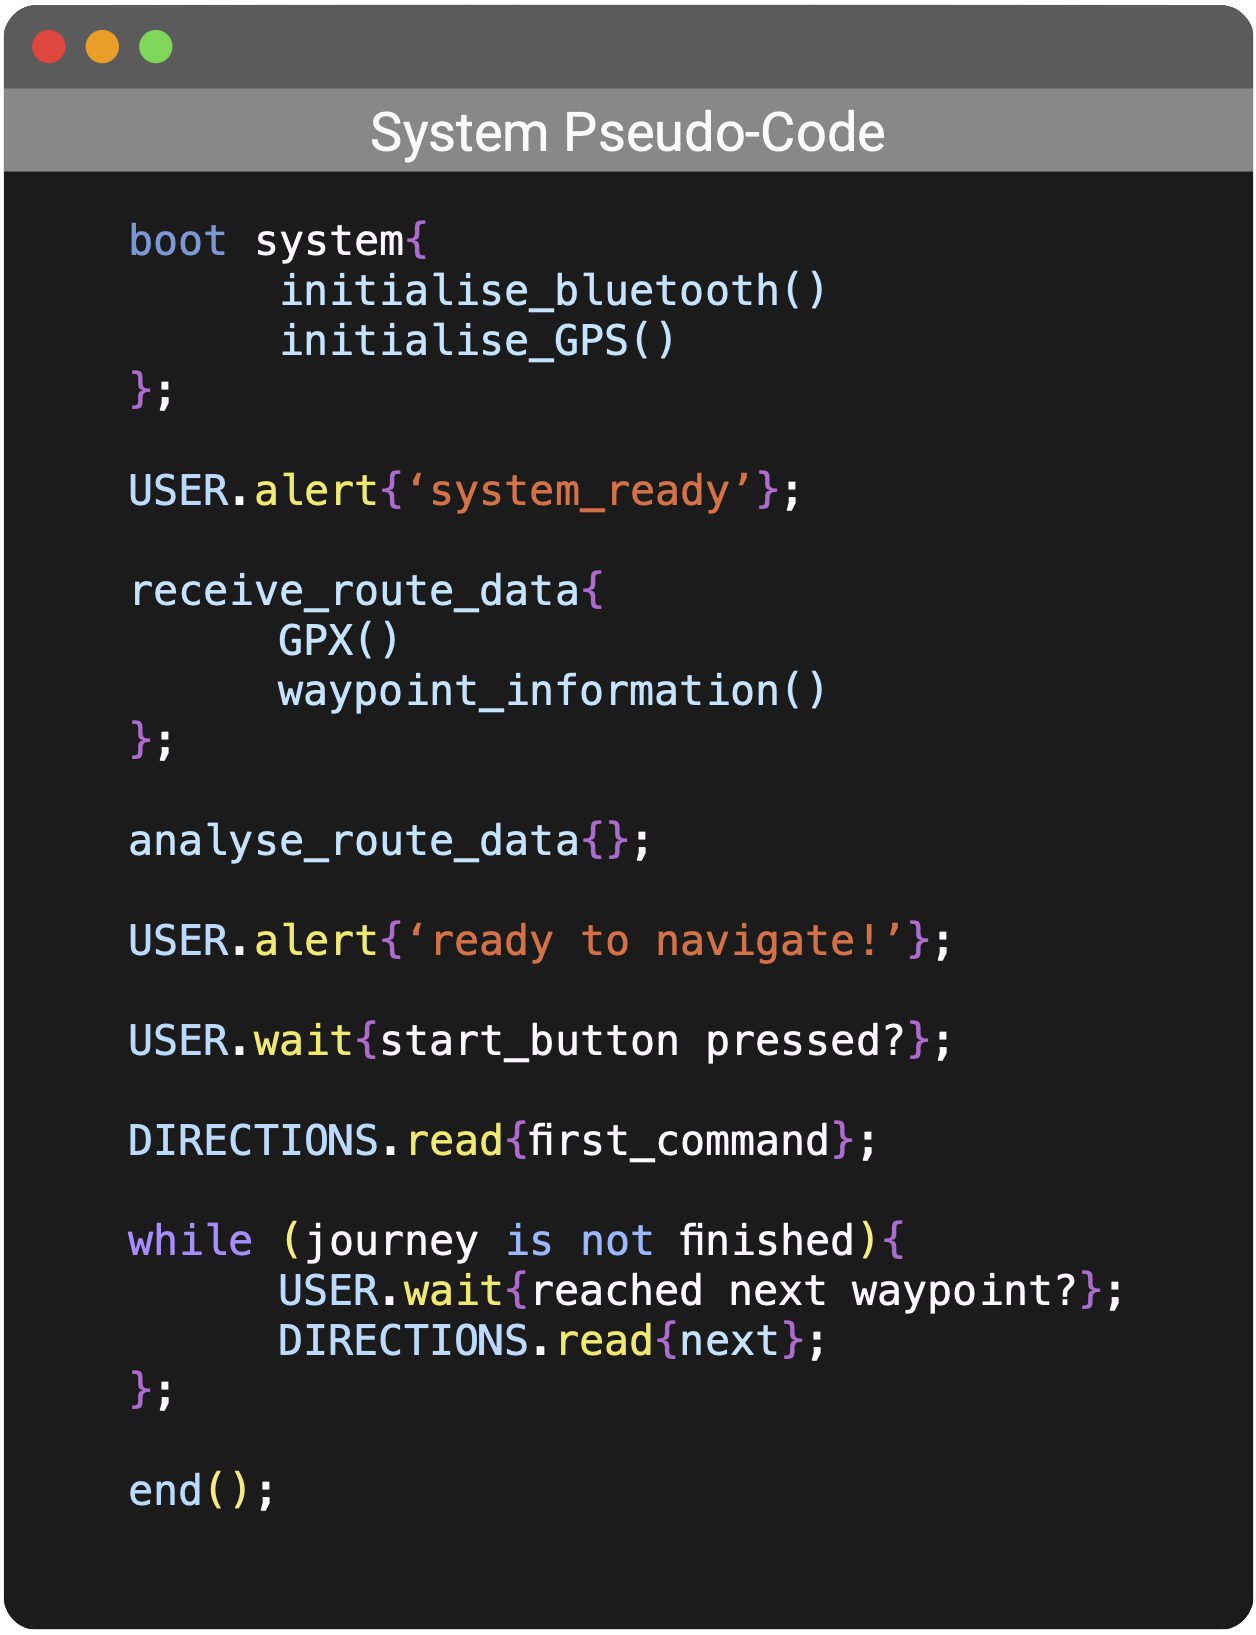 System Pseudo-Code
boot system{
initialise_bluetooth()
initialise_GPS()
};
USER.alert{‘system_ready’};
receive_route_data{
GPX()
waypoint_information()
};
analyse_route_data{};
USER.alert{‘ready to navigate!’};
USER.wait{start_button pressed?};
DIRECTIONS.read{first_command};
while (journey is not finished){
USER.wait{reached next waypoint?};
DIRECTIONS.read{next};
};
end();